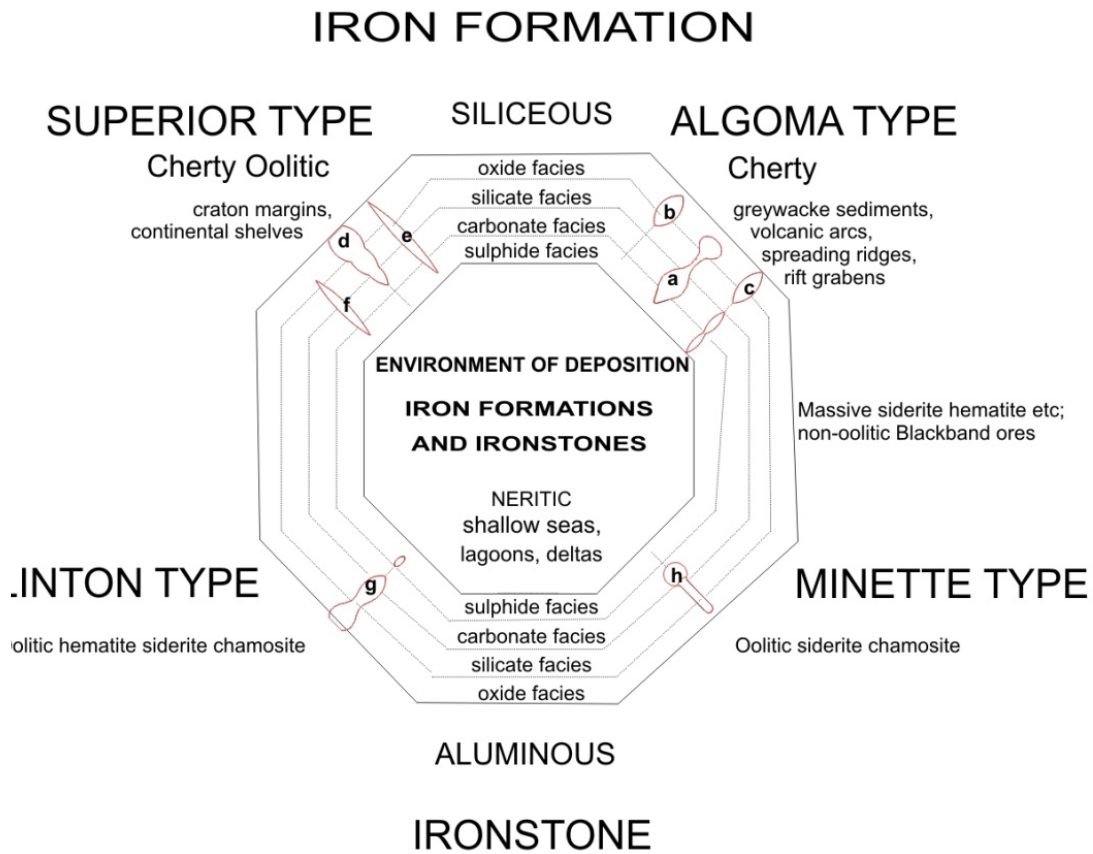 IRON FORMATION
SUPERIOR TYPE
SILICEOUS
ALGOMA TYPE
Cherty Oolitic
Cherty
craton margins,
continental shelves
greywacke sediments,
volcanic arcs,
spreading ridges,
rift grabens
oxide facies
silicate facies
carbonate facies
sulphide facies
b
a
c
d
e
f
ENVIRONMENT OF DEPOSITION
IRON FORMATIONS
AND IRONSTONES
Massive siderite hematite etc;
non-oolitic Blackband ores
NERITIC
shallow seas,
lagoons, deltas
g
h
LINTON TYPE
MINETTE TYPE
olitic hematite siderite chamosite
Oolitic siderite chamosite
sulphide facies
carbonate facies
silicate facies
oxide facies
ALUMINOUS
IRONSTONE